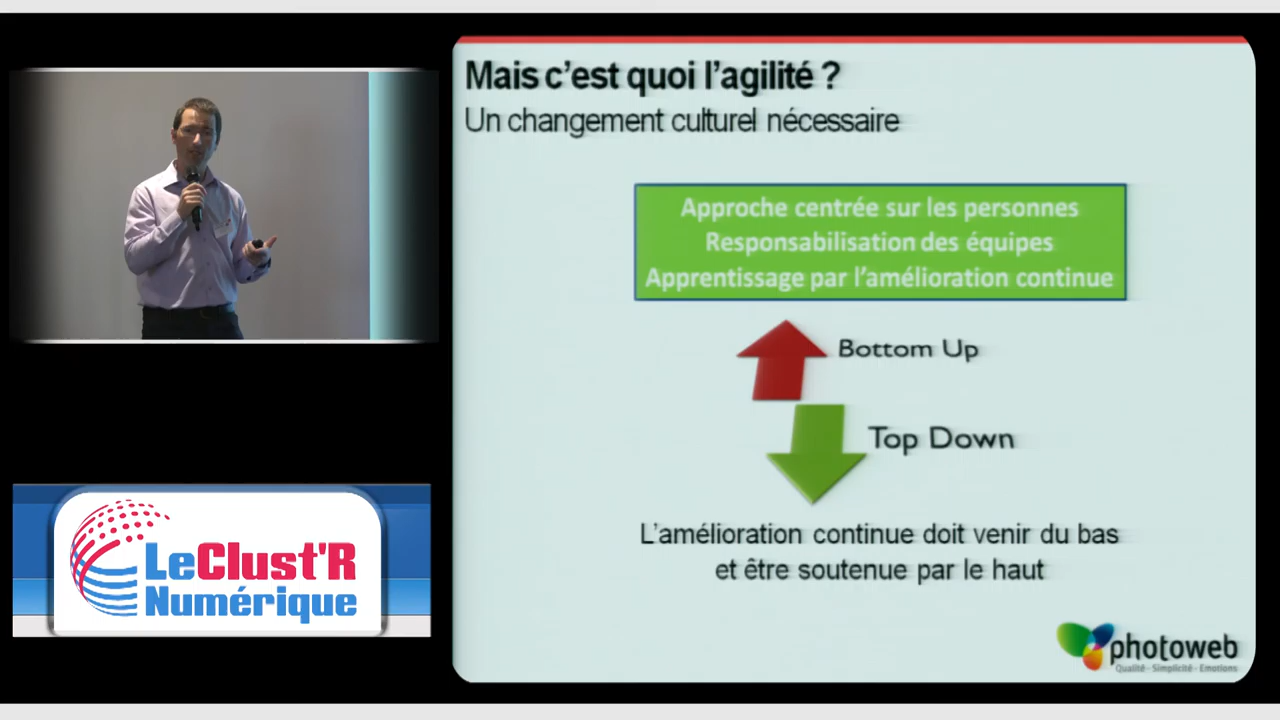 Mais c'est quoi l'agilité ?
Un changement culturel nécessaire
Approche centrée sur les personnes
Responsabilisation des équipes
Apprentissage par l'amélioration continue
Bottom Up
Top Down
L'amélioration continue doit venir du bas
et être soutenue par le haut
photoweb
Qualité - Simplicité - Emotions
LeClust'R
Numérique